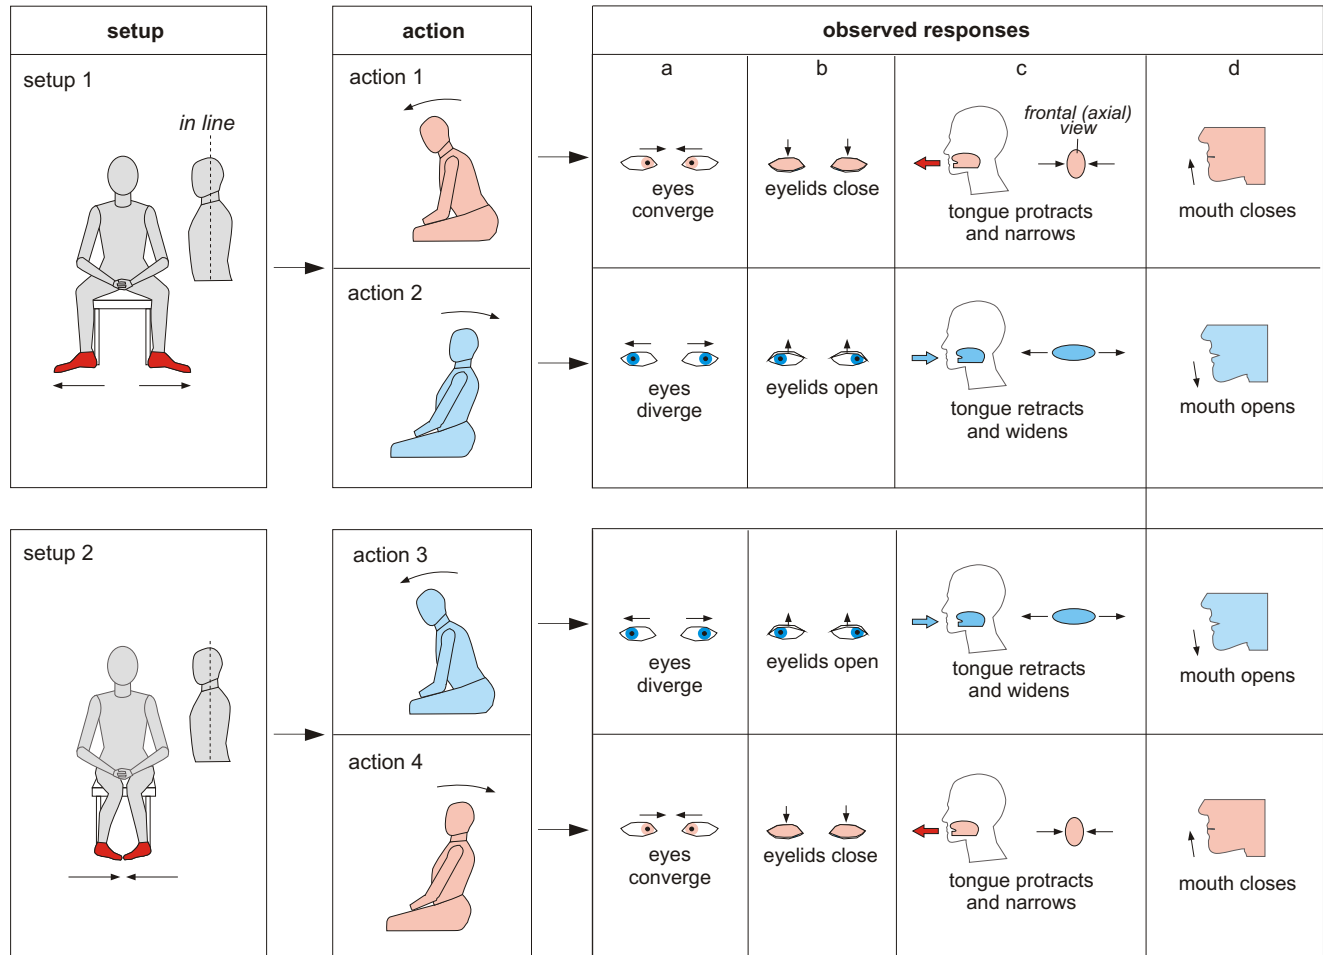 setup
action
observed responses
setup 1
in line
action 1
a
b
c
d
eyes
converge
eyelids close
frontal (axial)
view
tongue protracts
and narrows
mouth closes
action 2
eyes
diverge
eyelids open
tongue retracts
and widens
mouth opens
setup 2
action 3
eyes
diverge
eyelids open
tongue retracts
and widens
mouth opens
action 4
eyes
converge
eyelids close
tongue protracts
and narrows
mouth closes